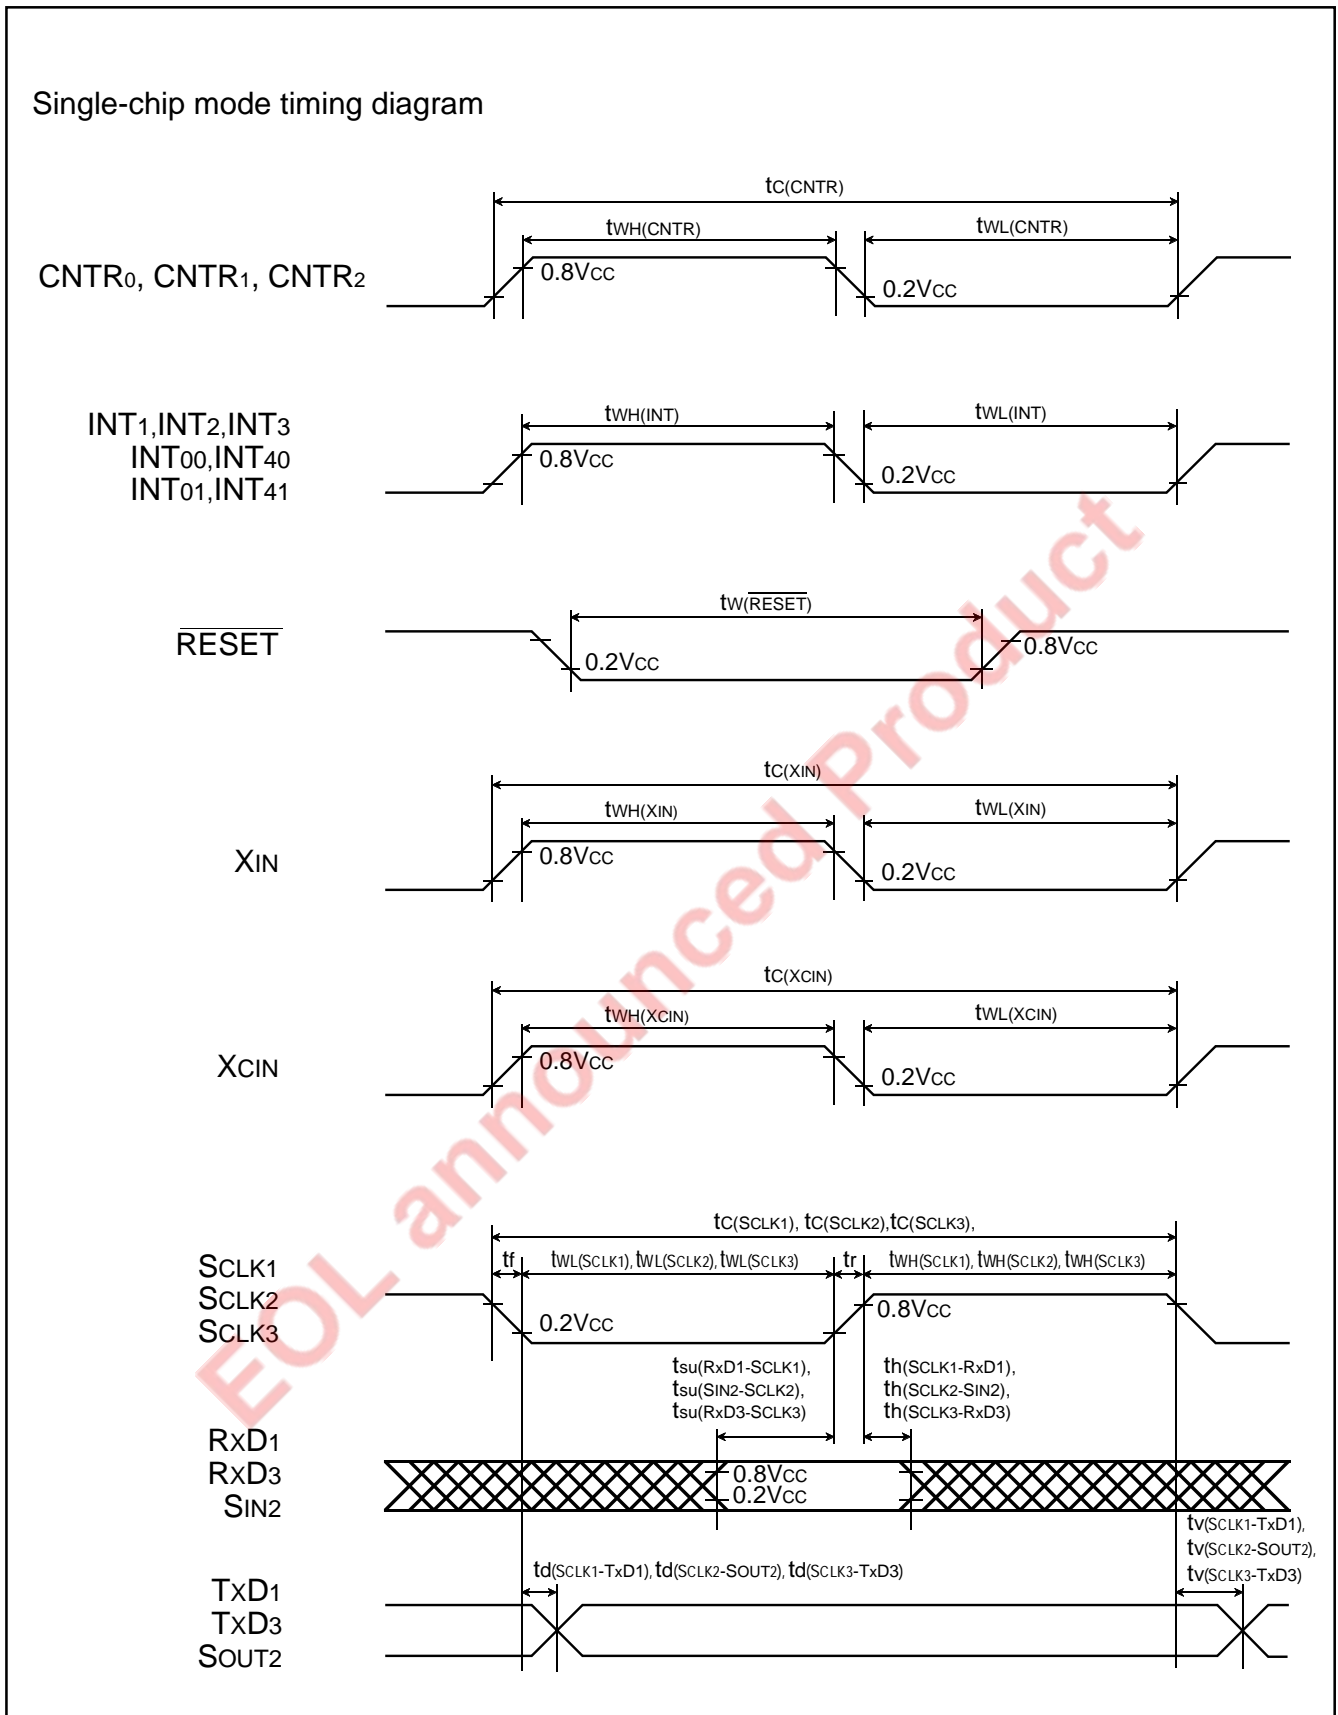 Single-chip mode timing diagram
tC(CNTR)
tWH(CNTR)
tWL(CNTR)
CNTR0, CNTR1, CNTR2
0.8VCC
0.2VCC
INT1,INT2,INT3
INT00,INT40
INT01,INT41
tWH(INT)
tWL(INT)
0.8VCC
0.2VCC
tW(RESET)
RESET
0.2VCC
0.8VCC
tC(XIN)
tWH(XIN)
tWL(XIN)
XIN
0.8VCC
0.2VCC
tC(XCIN)
tWH(XCIN)
tWL(XCIN)
XCIN
0.8VCC
0.2VCC
tC(SCLK1), tC(SCLK2),tC(SCLK3),
tf
tWL(SCLK1), tWL(SCLK2), tWL(SCLK3)
tr
tWH(SCLK1), tWH(SCLK2), tWH(SCLK3)
SCLK1
SCLK2
SCLK3
0.2VCC
0.8VCC
tsu(RxD1-SCLK1),
tsu(SIN2-SCLK2),
tsu(RxD3-SCLK3)
th(SCLK1-RxD1),
th(SCLK2-SIN2),
th(SCLK3-RxD3)
RXD1
RXD3
SIN2
0.8VCC
0.2VCC
td(SCLK1-TxD1), td(SCLK2-SOUT2), td(SCLK3-TxD3)
tv(SCLK1-TxD1),
tv(SCLK2-SOUT2),
tv(SCLK3-TxD3)
TXD1
TXD3
SOUT2
EOL announced Product